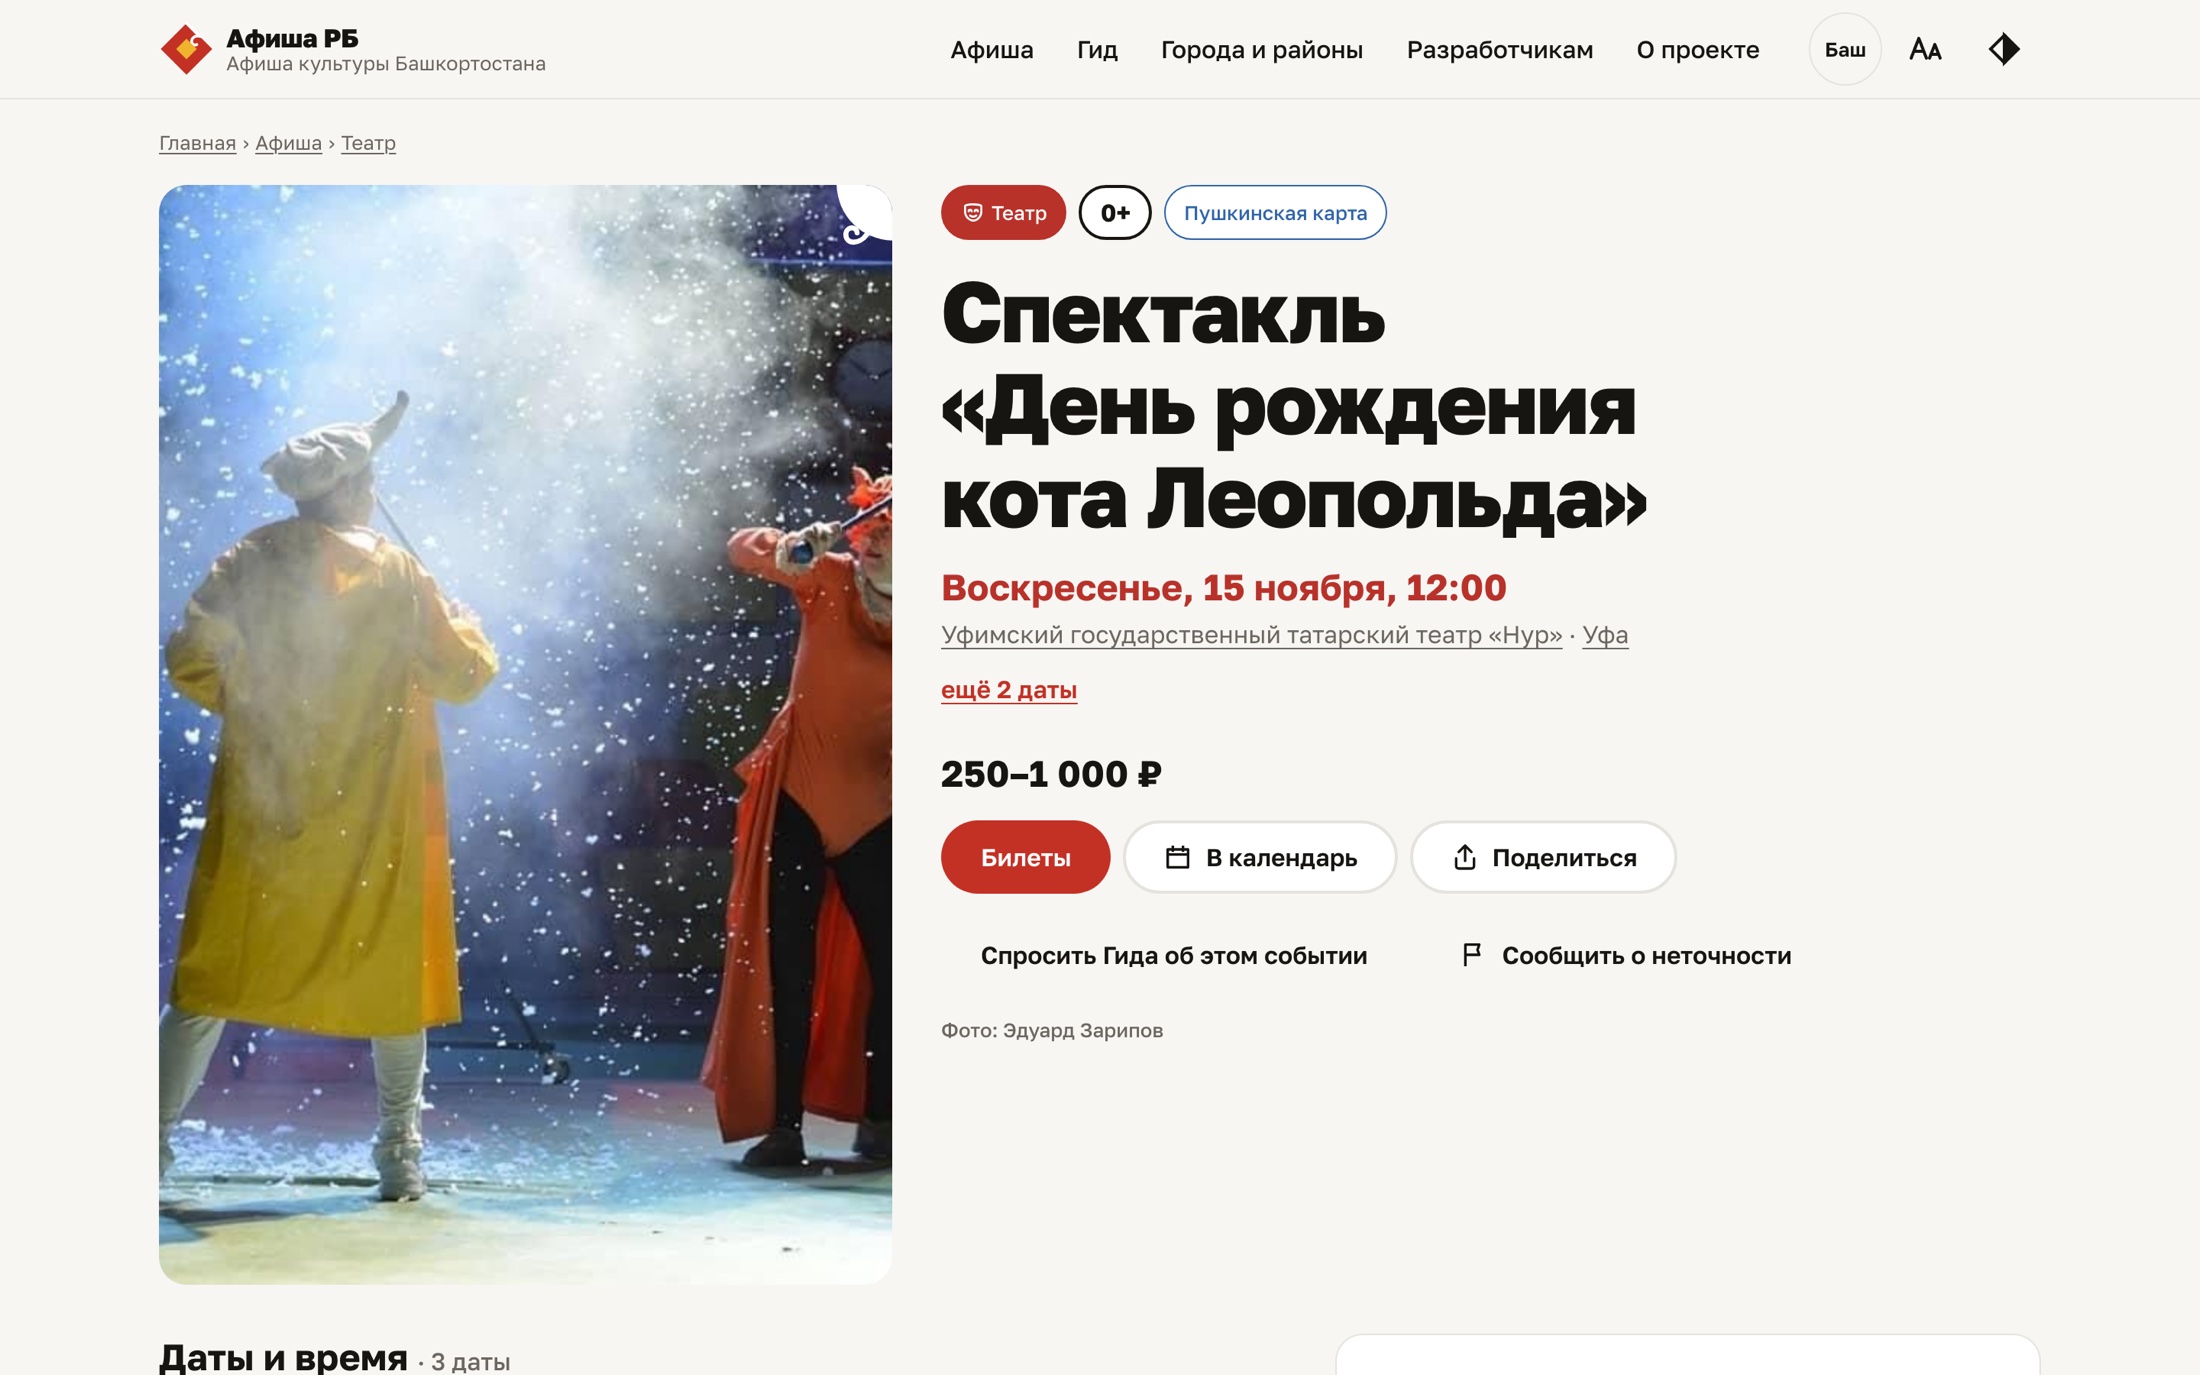 Афиша РБ
Афиша культуры Башкортостана
Афиша Гид Города и районы Разработчикам О проекте Баш Aᴀ
Главная › Афиша › Театр
Театр 0+ Пушкинская карта
Спектакль
«День рождения
кота Леопольда»
Воскресенье, 15 ноября, 12:00
Уфимский государственный татарский театр «Нур» · Уфа
ещё 2 даты
250–1 000 ₽
Билеты В календарь Поделиться
Спросить Гида об этом событии Сообщить о неточности
Фото: Эдуард Зарипов
Даты и время · 3 даты